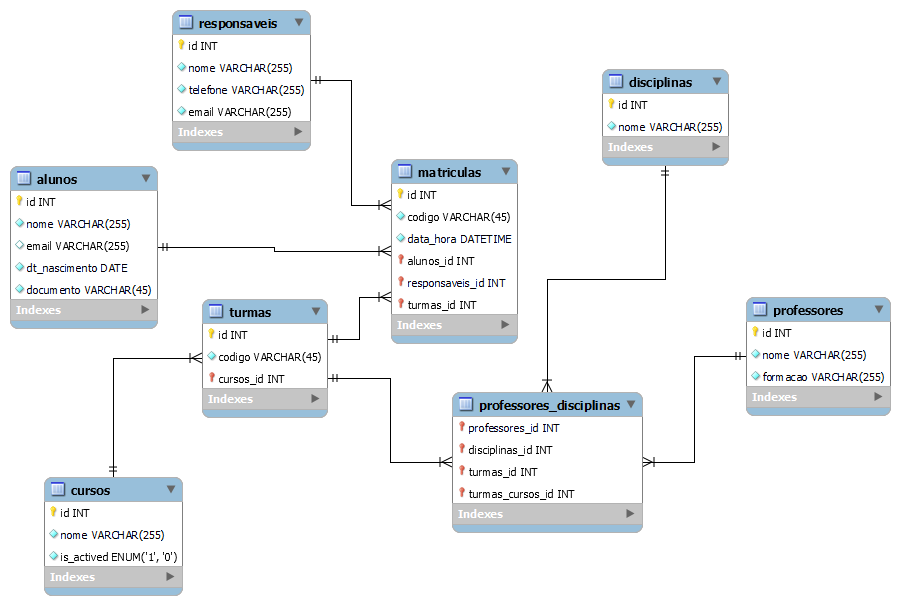 responsaveis
id INT
nome VARCHAR(255)
telefone VARCHAR(255)
email VARCHAR(255)
Indexes
disciplinas
id INT
nome VARCHAR(255)
Indexes
alunos
id INT
nome VARCHAR(255)
email VARCHAR(255)
dt_nascimento DATE
documento VARCHAR(45)
Indexes
matriculas
id INT
codigo VARCHAR(45)
data_hora DATETIME
alunos_id INT
responsaveis_id INT
turmas_id INT
Indexes
turmas
id INT
codigo VARCHAR(45)
cursos_id INT
Indexes
professores
id INT
nome VARCHAR(255)
formacao VARCHAR(255)
Indexes
professores_disciplinas
professores_id INT
disciplinas_id INT
turmas_id INT
turmas_cursos_id INT
Indexes
cursos
id INT
nome VARCHAR(255)
is_actived ENUM('1', '0')
Indexes